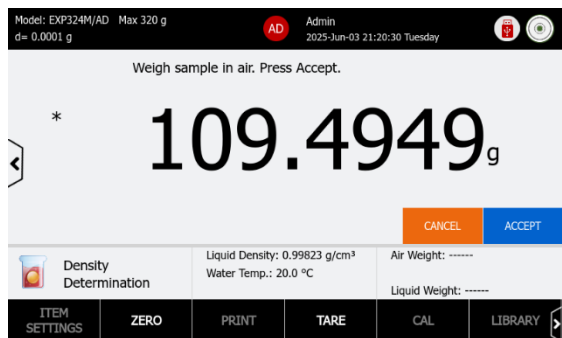 Model: EXP324M/AD Max 320 g
d= 0.0001 g
AD
Admin
2025-Jun-03 21:20:30 Tuesday
Weigh sample in air. Press Accept.
*
109.4949 g
CANCEL
ACCEPT
Density
Determination
Liquid Density: 0.99823 g/cm³
Water Temp.: 20.0 °C
Air Weight: ------
Liquid Weight: ------
ITEM
SETTINGS
ZERO
PRINT
TARE
CAL
LIBRARY